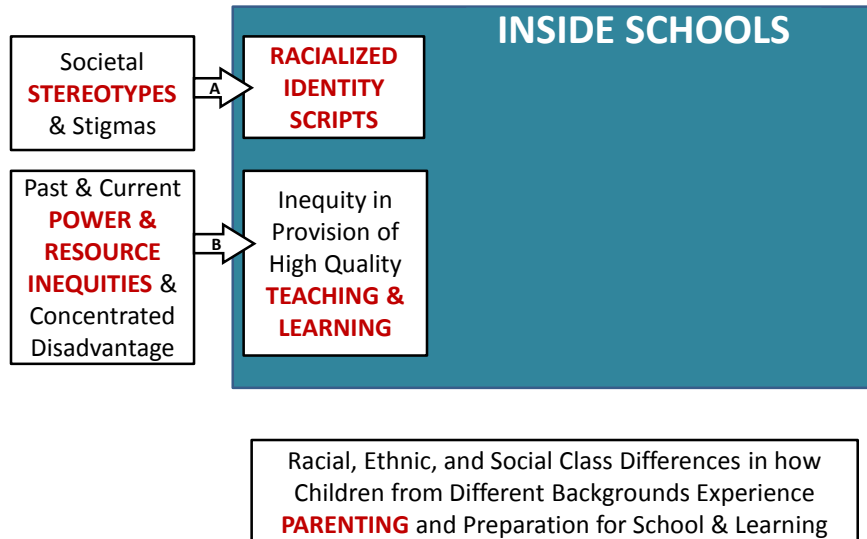 INSIDE SCHOOLS
Societal
STEREOTYPES
& Stigmas
A
RACIALIZED
IDENTITY
SCRIPTS
Past & Current
POWER &
RESOURCE
INEQUITIES &
Concentrated
Disadvantage
B
Inequity in
Provision of
High Quality
TEACHING &
LEARNING
Racial, Ethnic, and Social Class Differences in how
Children from Different Backgrounds Experience
PARENTING and Preparation for School & Learning